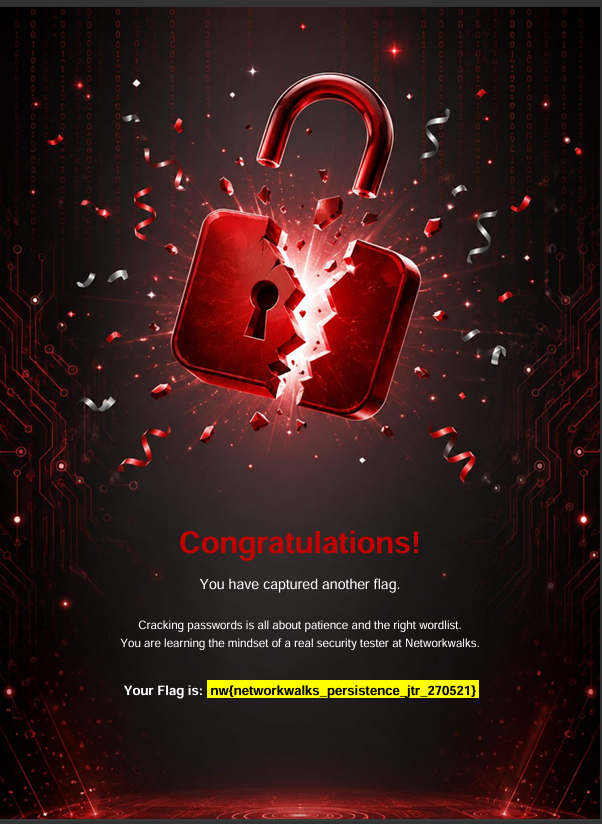 Congratulations!
You have captured another flag.
Cracking passwords is all about patience and the right wordlist.
You are learning the mindset of a real security tester at Networkwalks.
Your Flag is: nw{networkwalks_persistence_jtr_270521}